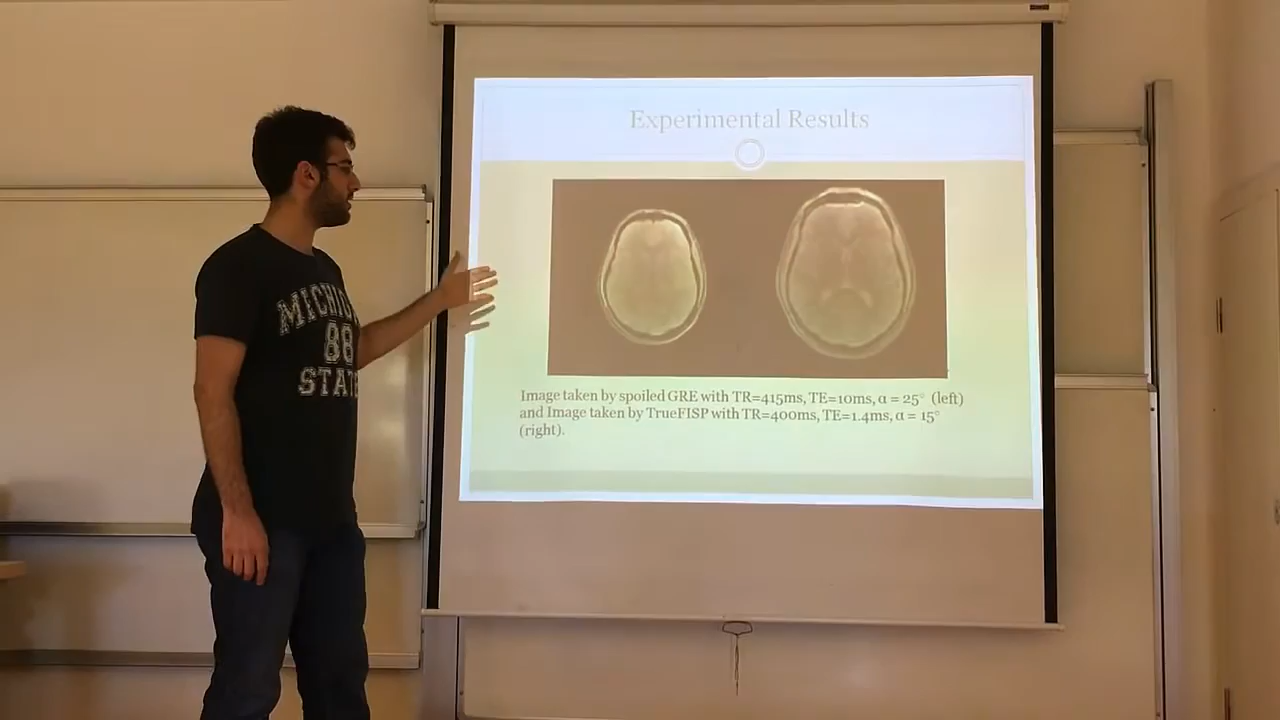 Experimental Results
Image taken by spoiled GRE with TR=415ms, TE=10ms, α = 25° (left)
and Image taken by TrueFISP with TR=400ms, TE=1.4ms, α = 15°
(right).
88
STATE